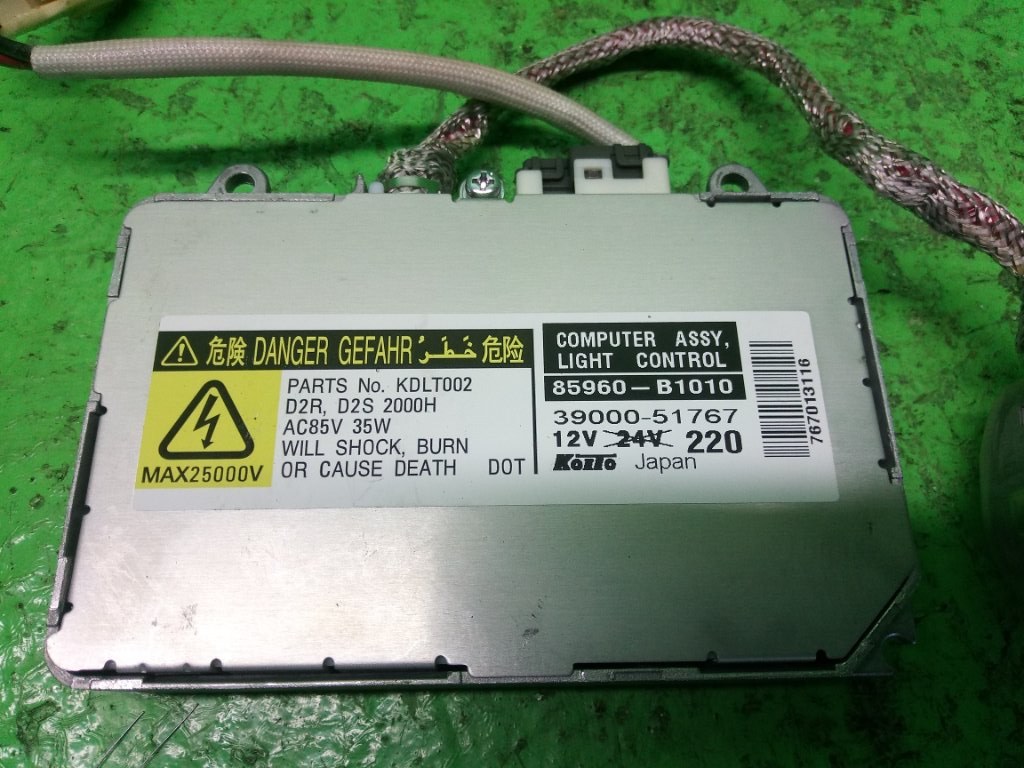 危険 DANGER GEFAHR خَطَرْ 危险
PARTS No. KDLT002
D2R, D2S 2000H
AC85V 35W
WILL SHOCK, BURN
OR CAUSE DEATH DOT
MAX25000V
COMPUTER ASSY,
LIGHT CONTROL
85960-B1010
39000-51767
12V 24V 220
KOITO Japan
767013116